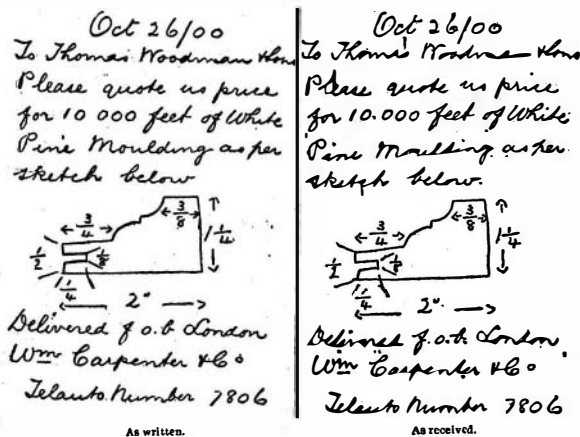 Oct 26/00
To Thomas Woodman & Sons
Please quote us price
for 10 000 feet of White
Pine Moulding as per
sketch below
3/4
3/8
1/2
1/8
1 1/4
1/4
2"
Delivered f.o.b. London
Wm Carpenter & Co
Telauto. Number 7806
As written.
Oct 26/00
To Thomas Woodman & Sons
Please quote us price
for 10.000 feet of White
Pine Moulding as per
sketch below.
3/4
3/8
1/2
1/8
1 1/4
1/4
2"
Delivered f.o.b. London
Wm Carpenter & Co
Telauto Number 7806
As received.